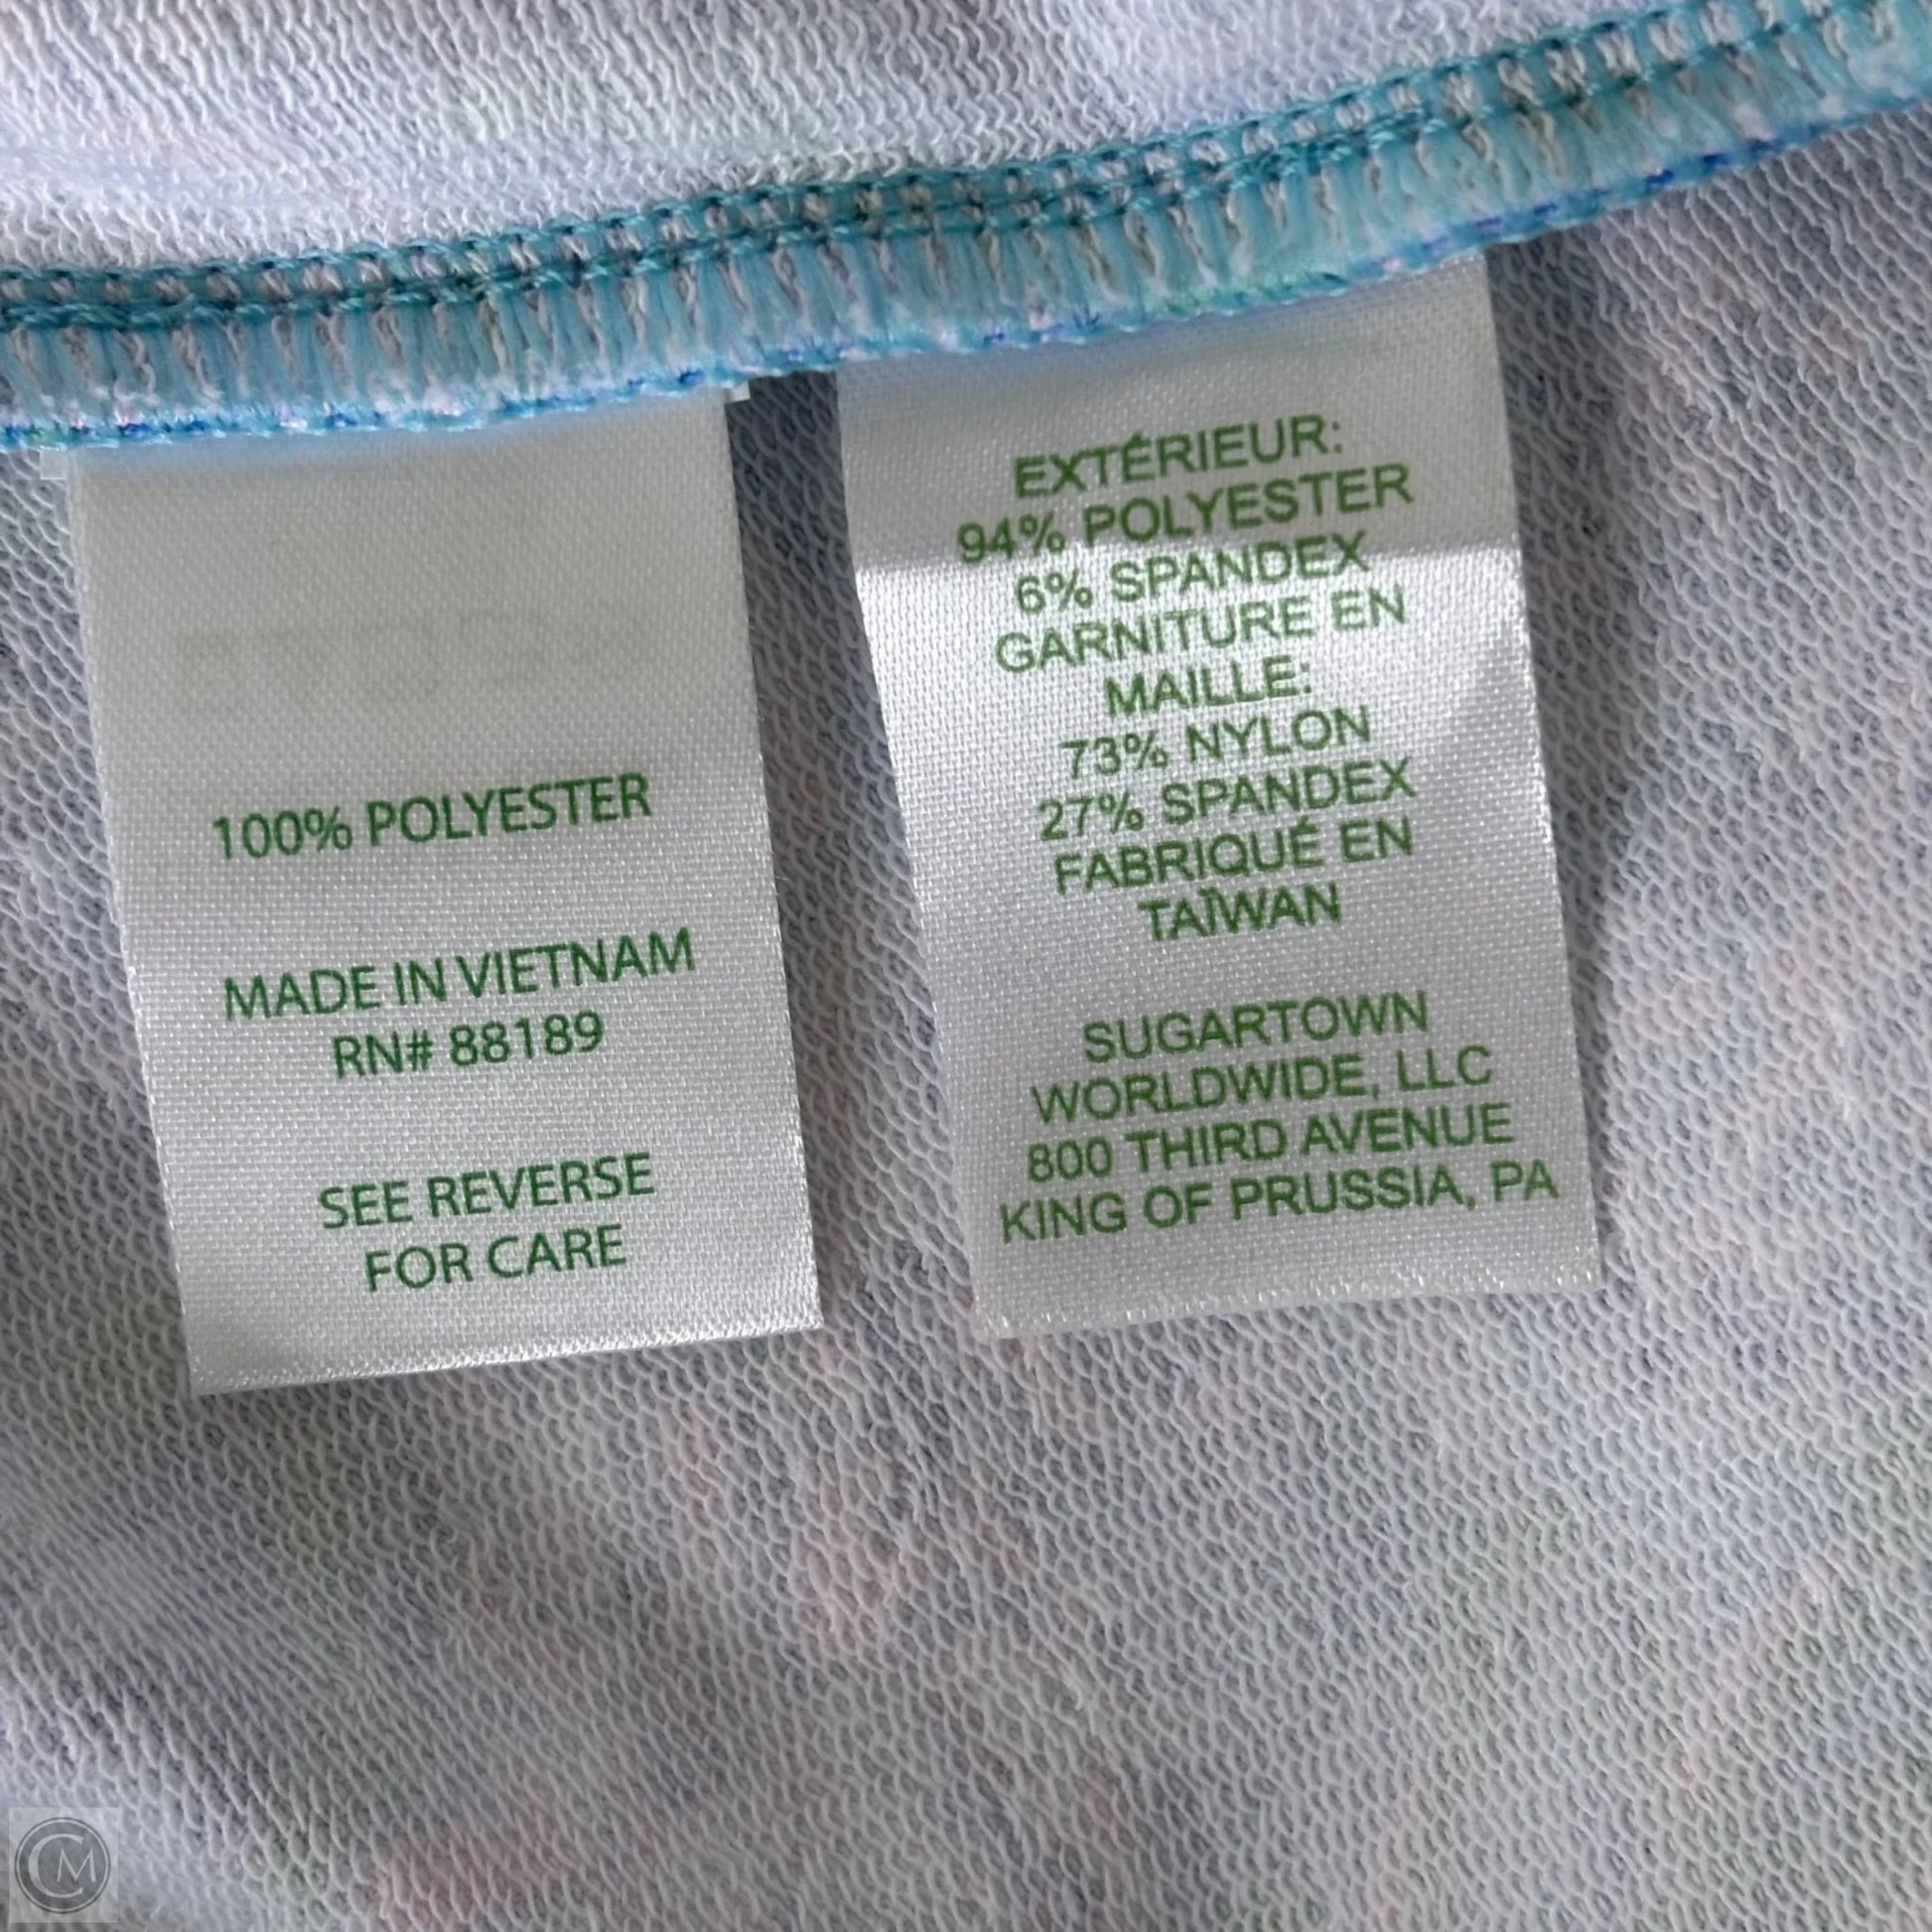 100% POLYESTER
MADE IN VIETNAM
RN# 88189
SEE REVERSE
FOR CARE
EXTÉRIEUR:
94% POLYESTER
6% SPANDEX
GARNITURE EN
MAILLE:
73% NYLON
27% SPANDEX
FABRIQUÉ EN
TAÏWAN
SUGARTOWN
WORLDWIDE, LLC
800 THIRD AVENUE
KING OF PRUSSIA, PA
CM